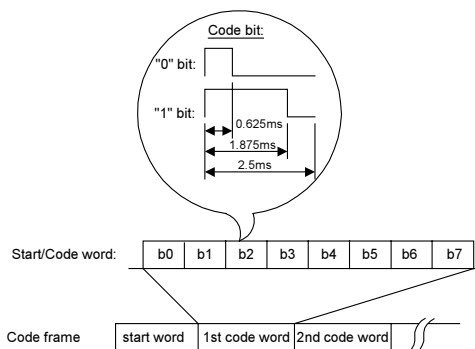 Code bit:
"0" bit:
"1" bit:
0.625ms
1.875ms
2.5ms
Start/Code word: b0 b1 b2 b3 b4 b5 b6 b7
Code frame start word 1st code word 2nd code word